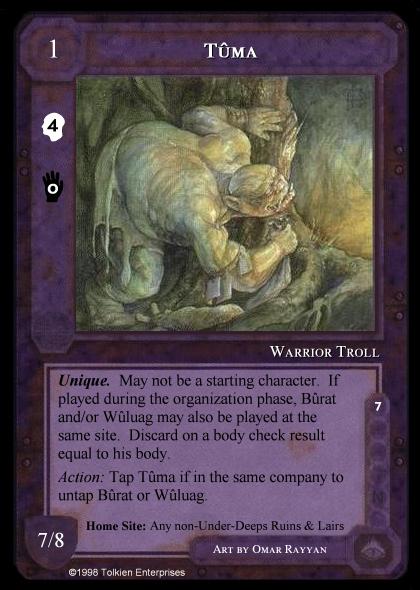 1
TÛMA
4
0
WARRIOR TROLL
Unique. May not be a starting character. If
played during the organization phase, Bûrat
and/or Wûluag may also be played at the
same site. Discard on a body check result
equal to his body.
7
Action: Tap Tûma if in the same company to
untap Bûrat or Wûluag.
Home Site: Any non-Under-Deeps Ruins & Lairs
7/8
ART BY OMAR RAYYAN
©1998 Tolkien Enterprises